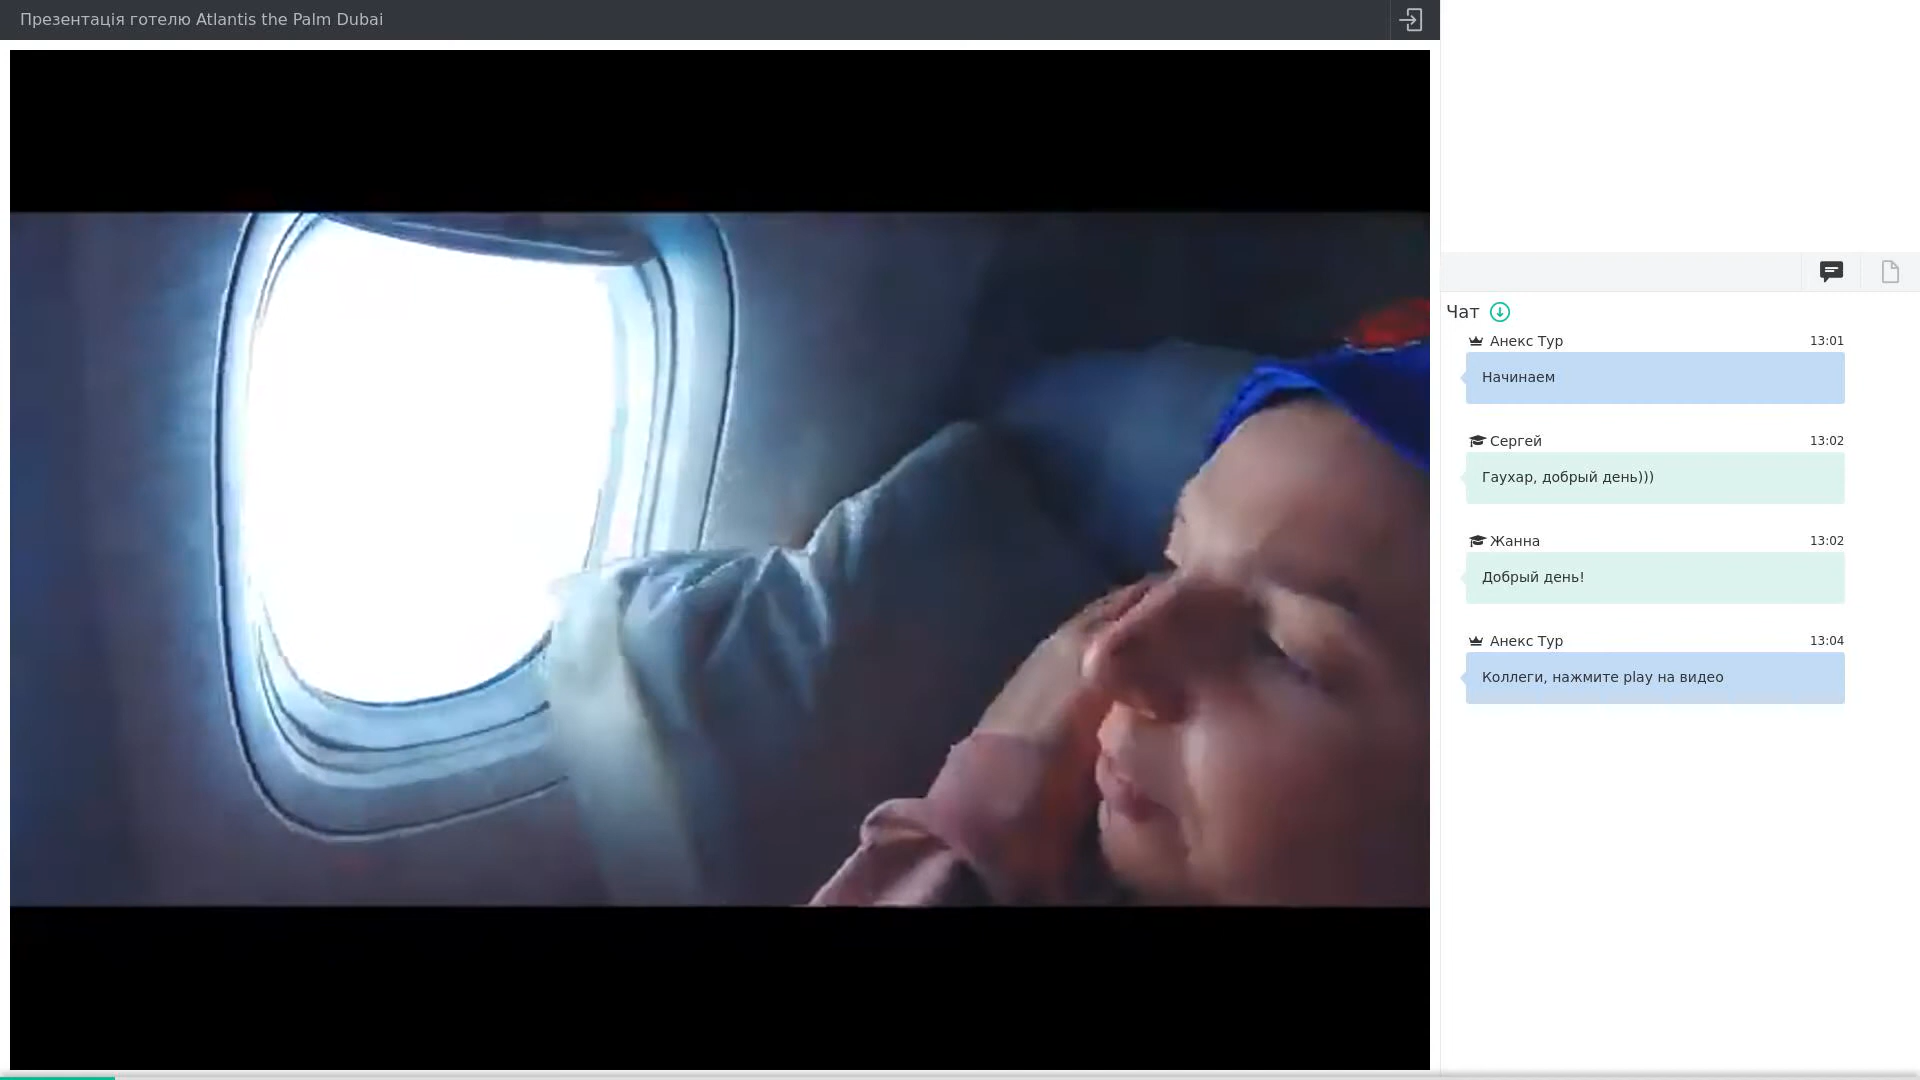 Презентація готелю Atlantis the Palm Dubai
Чат
Анекс Тур 13:01
Начинаем
Сергей 13:02
Гаухар, добрый день)))
Жанна 13:02
Добрый день!
Анекс Тур 13:04
Коллеги, нажмите play на видео